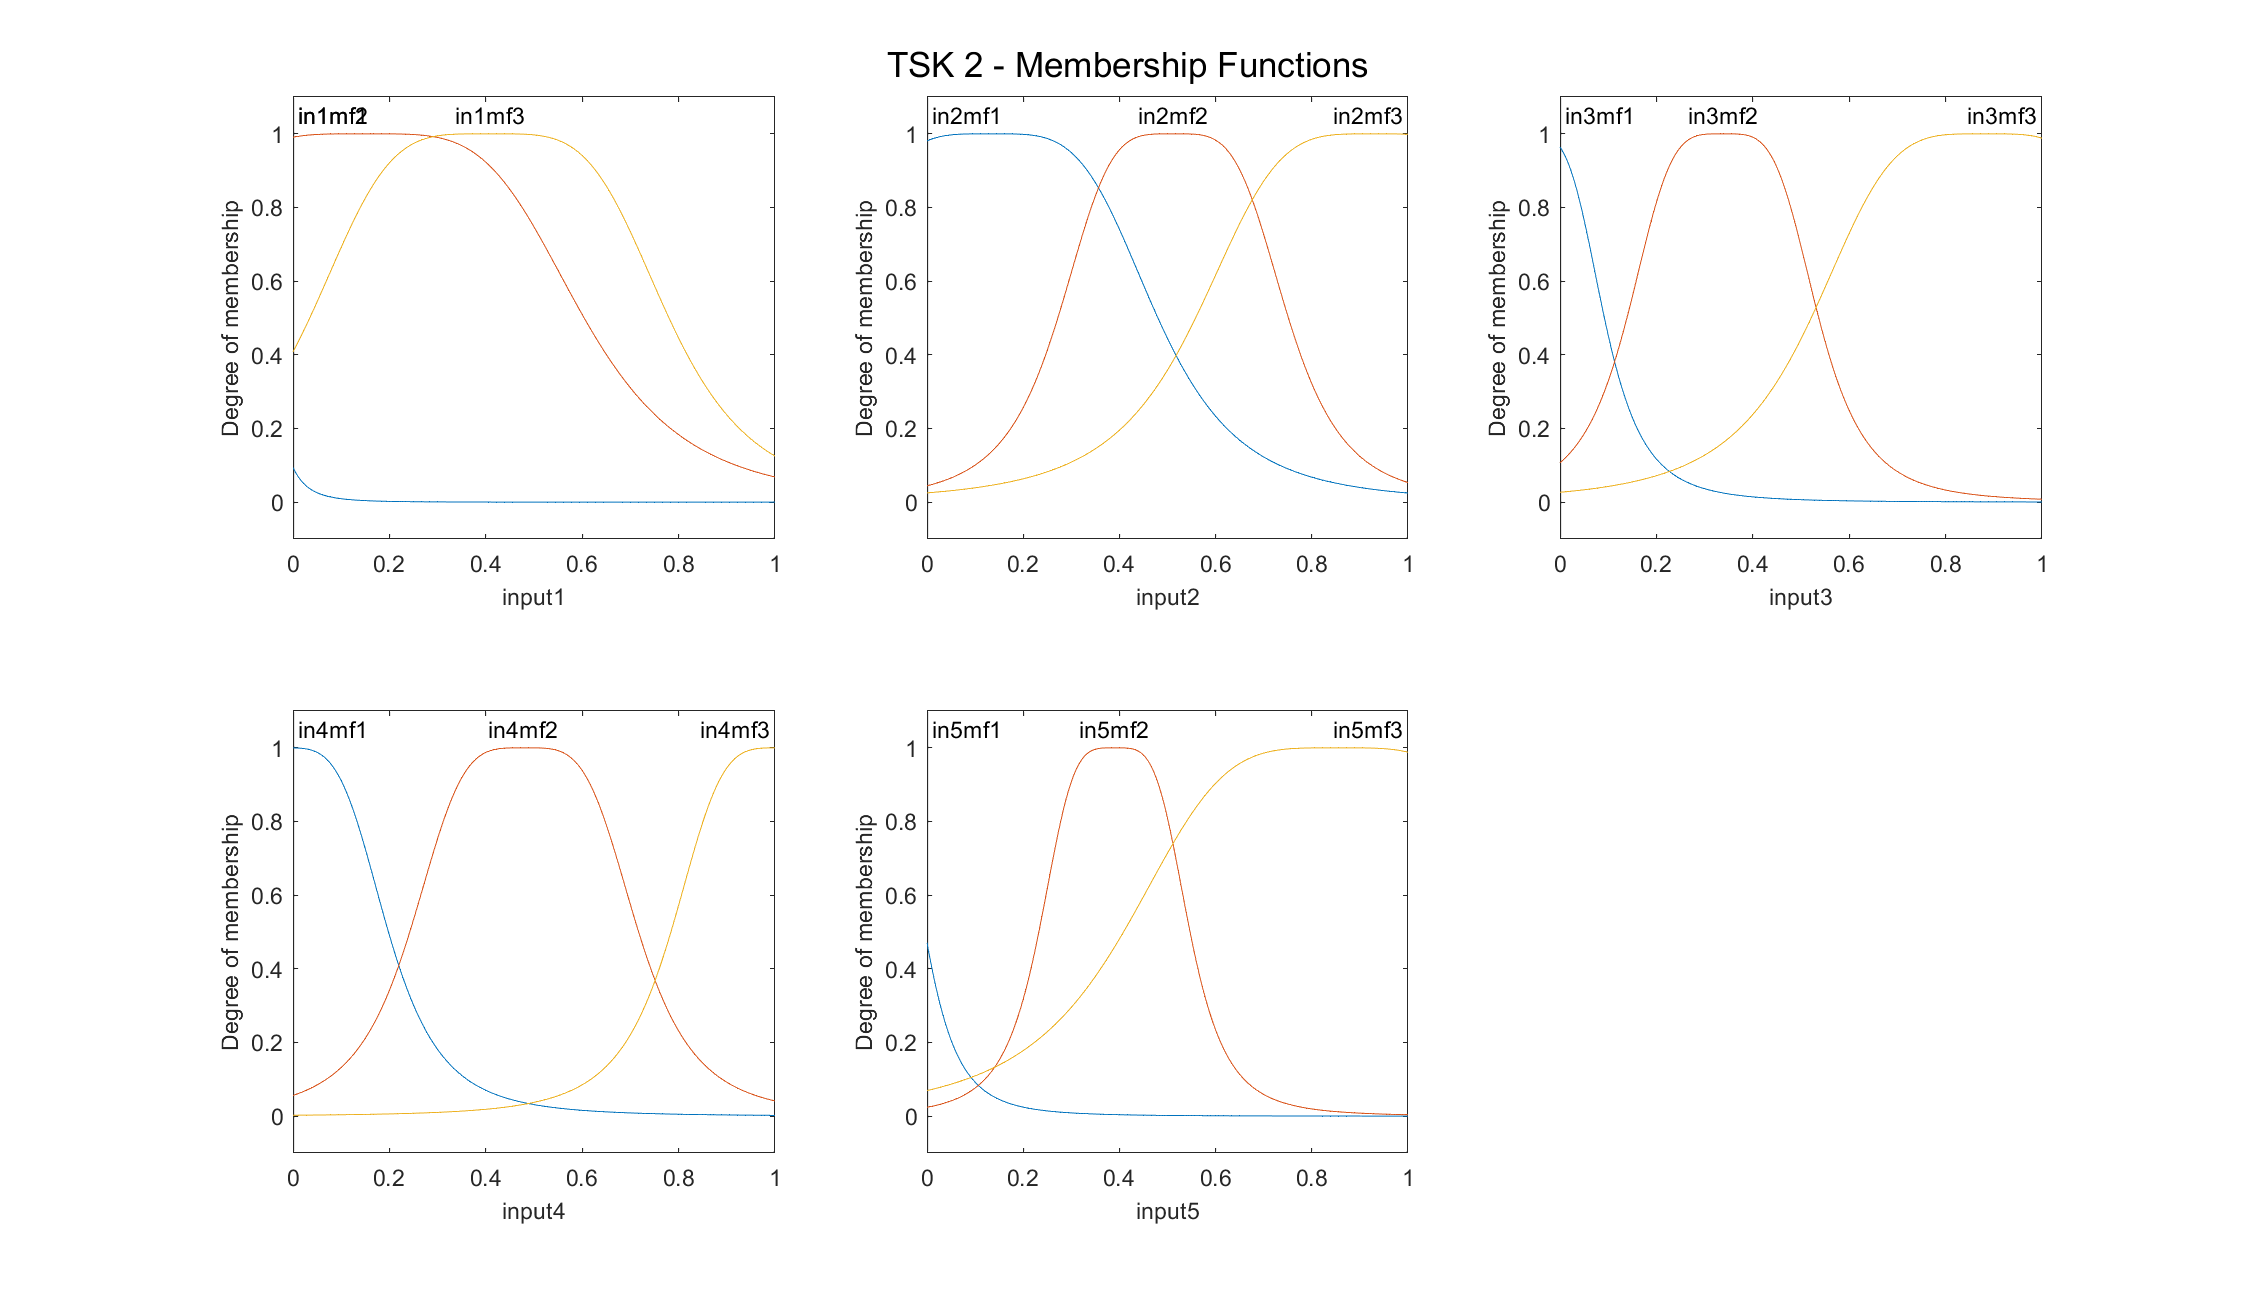 TSK 2 - Membership Functions
in1mf1 in1mf2 in1mf3
1
0.8
0.6
0.4
0.2
0
Degree of membership
0 0.2 0.4 0.6 0.8 1
input1
in2mf1 in2mf2 in2mf3
1
0.8
0.6
0.4
0.2
0
Degree of membership
0 0.2 0.4 0.6 0.8 1
input2
in3mf1 in3mf2 in3mf3
1
0.8
0.6
0.4
0.2
0
Degree of membership
0 0.2 0.4 0.6 0.8 1
input3
in4mf1 in4mf2 in4mf3
1
0.8
0.6
0.4
0.2
0
Degree of membership
0 0.2 0.4 0.6 0.8 1
input4
in5mf1 in5mf2 in5mf3
1
0.8
0.6
0.4
0.2
0
Degree of membership
0 0.2 0.4 0.6 0.8 1
input5